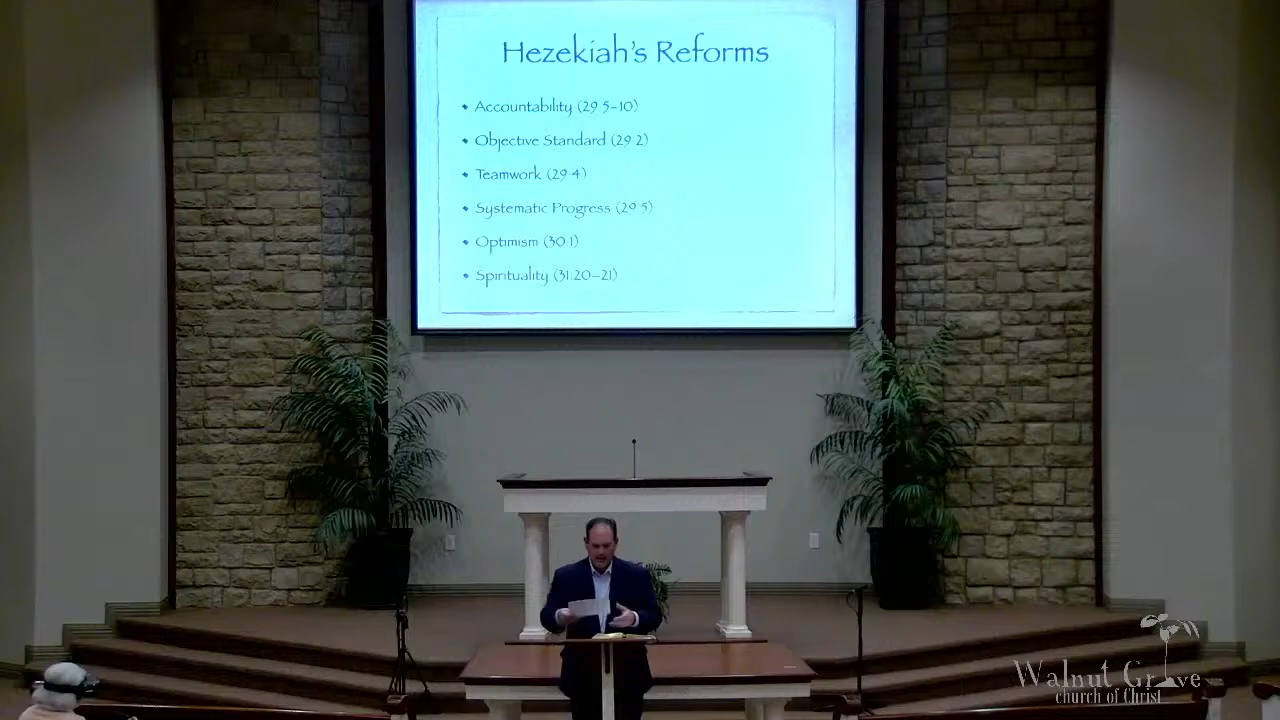 Hezekiah's Reforms
• Accountability (29:5–10)
• Objective Standard (29:2)
• Teamwork (29:4)
• Systematic Progress (29:5)
• Optimism (30:1)
• Spirituality (31:20–21)
Walnut Grove
church of Christ